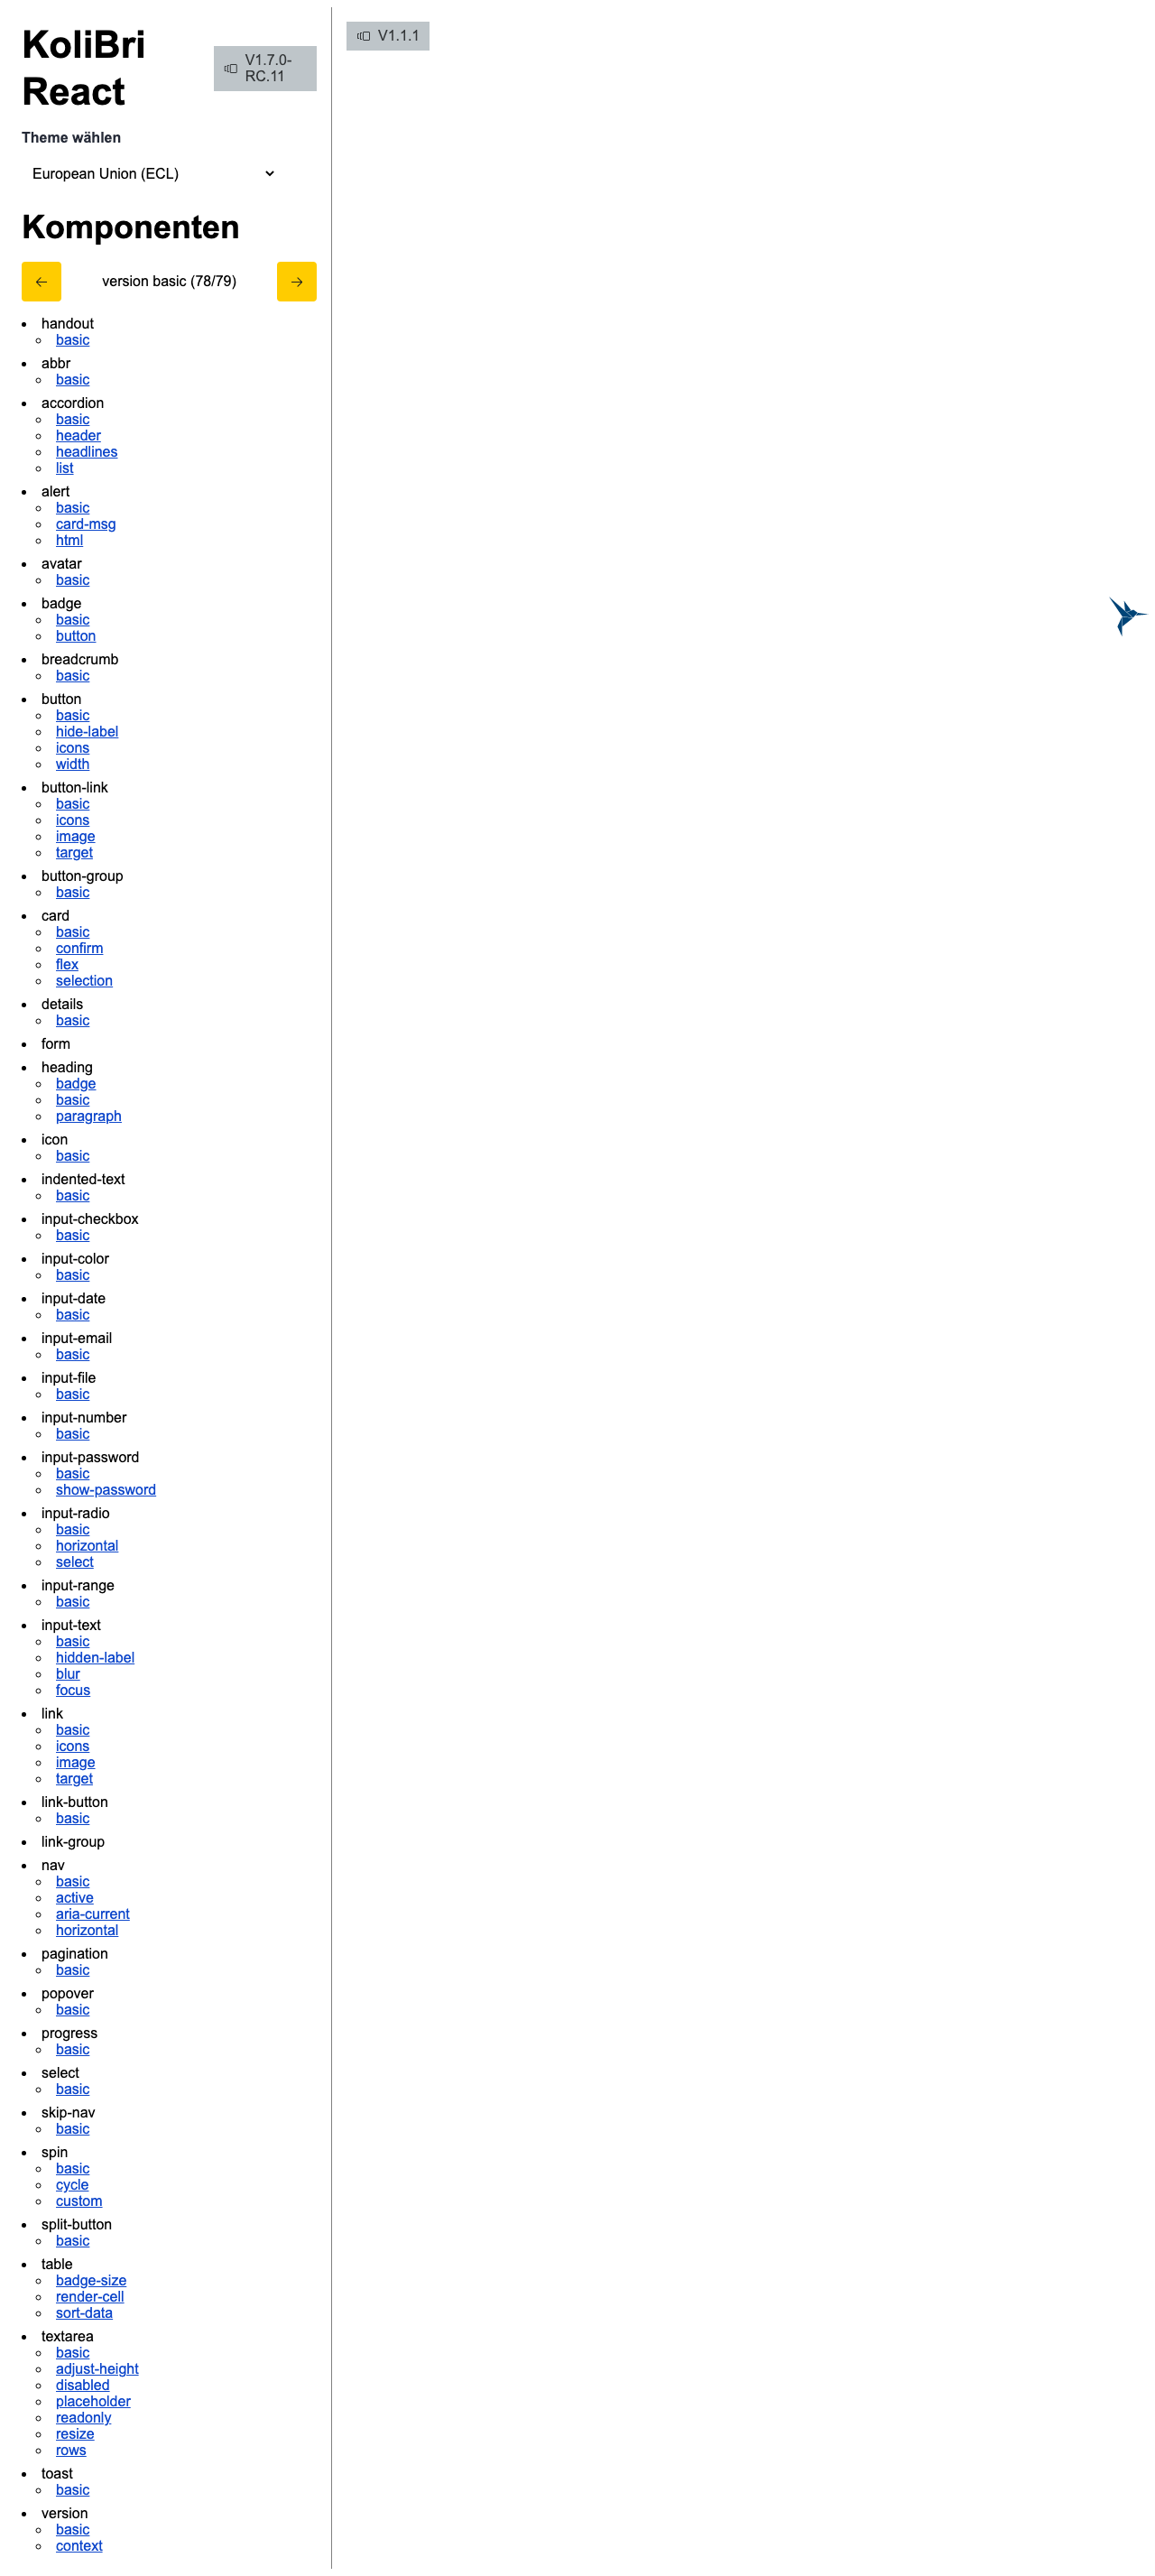 KoliBri
React
V1.7.0-
RC.11
Theme wählen
European Union (ECL)
Komponenten
version basic (78/79)
handout
basic
abbr
basic
accordion
basic
header
headlines
list
alert
basic
card-msg
html
avatar
basic
badge
basic
button
breadcrumb
basic
button
basic
hide-label
icons
width
button-link
basic
icons
image
target
button-group
basic
card
basic
confirm
flex
selection
details
basic
form
heading
badge
basic
paragraph
icon
basic
indented-text
basic
input-checkbox
basic
input-color
basic
input-date
basic
input-email
basic
input-file
basic
input-number
basic
input-password
basic
show-password
input-radio
basic
horizontal
select
input-range
basic
input-text
basic
hidden-label
blur
focus
link
basic
icons
image
target
link-button
basic
link-group
nav
basic
active
aria-current
horizontal
pagination
basic
popover
basic
progress
basic
select
basic
skip-nav
basic
spin
basic
cycle
custom
split-button
basic
table
badge-size
render-cell
sort-data
textarea
basic
adjust-height
disabled
placeholder
readonly
resize
rows
toast
basic
version
basic
context
V1.1.1